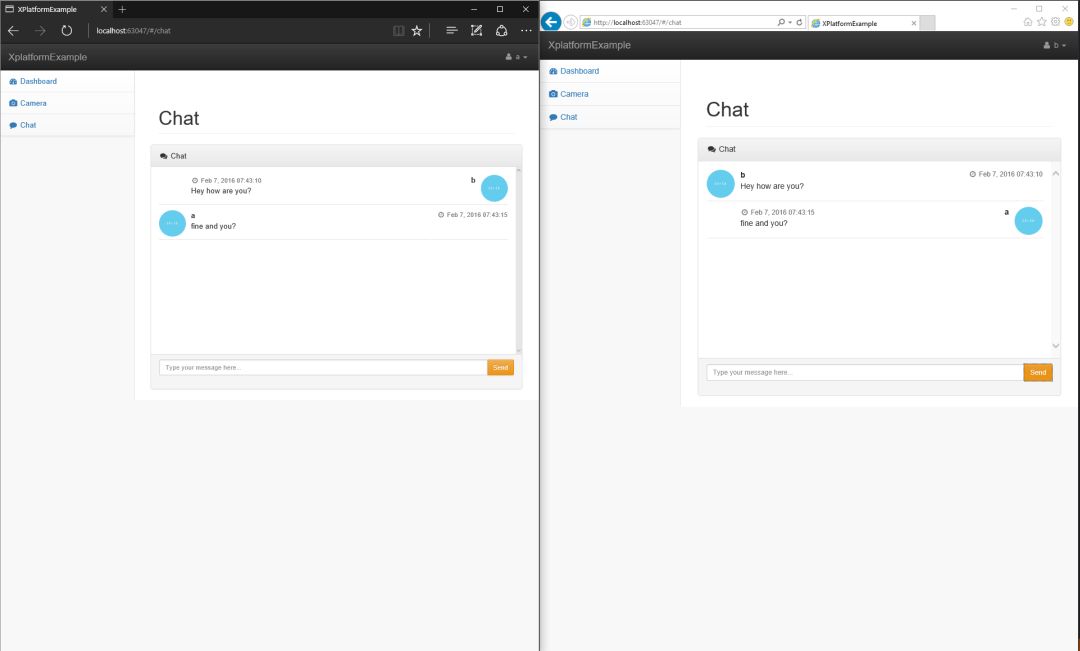 XPlatformExample
localhost:63047/#/chat
XplatformExample
a
Dashboard
Camera
Chat
Chat
Chat
Feb 7, 2016 07:43:10
b
Hey how are you?
a
Feb 7, 2016 07:43:15
fine and you?
Type your message here...
Send
http://localhost:63047/#/chat
XPlatformExample
XplatformExample
b
Dashboard
Camera
Chat
Chat
Chat
b
Feb 7, 2016 07:43:10
Hey how are you?
Feb 7, 2016 07:43:15
a
fine and you?
Type your message here...
Send